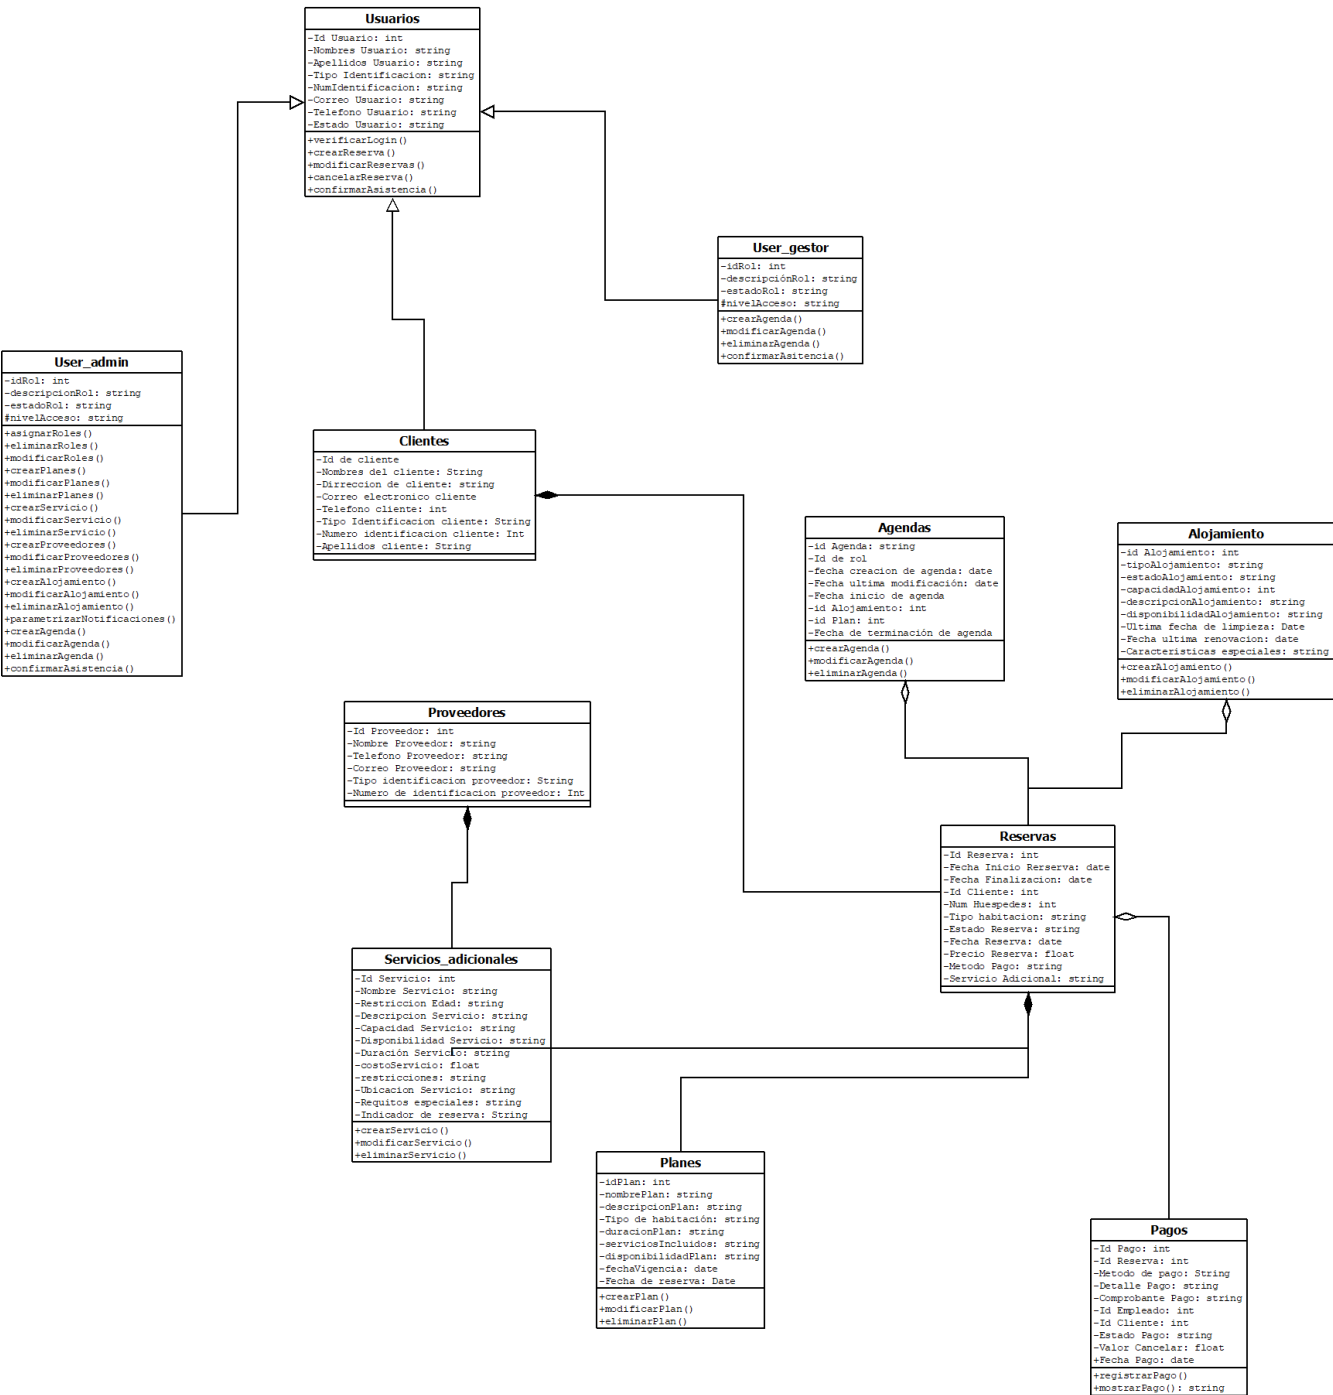 Usuarios
-Id Usuario: int
-Nombres Usuario: string
-Apellidos Usuario: string
-Tipo Identificacion: string
-NumIdentificacion: string
-Correo Usuario: string
-Telefono Usuario: string
-Estado Usuario: string
+verificarLogin()
+crearReserva()
+modificarReservas()
+cancelarReserva()
+confirmarAsistencia()
User_gestor
-idRol: int
-descripciónRol: string
-estadoRol: string
#nivelAcceso: string
+crearAgenda()
+modificarAgenda()
+eliminarAgenda()
+confirmarAsitencia()
User_admin
-idRol: int
-descripcionRol: string
-estadoRol: string
#nivelAcceso: string
+asignarRoles()
+eliminarRoles()
+modificarRoles()
+crearPlanes()
+modificarPlanes()
+eliminarPlanes()
+crearServicio()
+modificarServicio()
+eliminarServicio()
+crearProveedores()
+modificarProveedores()
+eliminarProveedores()
+crearAlojamiento()
+modificarAlojamiento()
+eliminarAlojamiento()
+parametrizarNotificaciones()
+crearAgenda()
+modificarAgenda()
+eliminarAgenda()
+confirmarAsistencia()
Clientes
-Id de cliente
-Nombres del cliente: String
-Dirreccion de cliente: string
-Correo electronico cliente
-Telefono cliente: int
-Tipo Identificacion cliente: String
-Numero identificacion cliente: Int
-Apellidos cliente: String
Agendas
-id Agenda: string
-Id de rol
-fecha creacion de agenda: date
-Fecha ultima modificación: date
-Fecha inicio de agenda
-id Alojamiento: int
-id Plan: int
-Fecha de terminación de agenda
+crearAgenda()
+modificarAgenda()
+eliminarAgenda()
Alojamiento
-id Alojamiento: int
-tipoAlojamiento: string
-estadoAlojamiento: string
-capacidadAlojamiento: int
-descripcionAlojamiento: string
-disponibilidadAlojamiento: string
-Ultima fecha de limpieza: Date
-Fecha ultima renovacion: date
-Caracteristicas especiales: string
+crearAlojamiento()
+modificarAlojamiento()
+eliminarAlojamiento()
Proveedores
-Id Proveedor: int
-Nombre Proveedor: string
-Telefono Proveedor: string
-Correo Proveedor: string
-Tipo identificacion proveedor: String
-Numero de identificacion proveedor: Int
Reservas
-Id Reserva: int
-Fecha Inicio Rerserva: date
-Fecha Finalizacion: date
-Id Cliente: int
-Num Huespedes: int
-Tipo habitacion: string
-Estado Reserva: string
-Fecha Reserva: date
-Precio Reserva: float
-Metodo Pago: string
-Servicio Adicional: string
Servicios_adicionales
-Id Servicio: int
-Nombre Servicio: string
-Restriccion Edad: string
-Descripcion Servicio: string
-Capacidad Servicio: string
-Disponibilidad Servicio: string
-Duración Servicio: string
-costoServicio: float
-restricciones: string
-Ubicacion Servicio: string
-Requitos especiales: string
-Indicador de reserva: String
+crearServicio()
+modificarServicio()
+eliminarServicio()
Planes
-idPlan: int
-nombrePlan: string
-descripcionPlan: string
-Tipo de habitación: string
-duracionPlan: string
-serviciosIncluidos: string
-disponibilidadPlan: string
-fechaVigencia: date
-Fecha de reserva: Date
+crearPlan()
+modificarPlan()
+eliminarPlan()
Pagos
-Id Pago: int
-Id Reserva: int
-Metodo de pago: String
-Detalle Pago: string
-Comprobante Pago: string
-Id Empleado: int
-Id Cliente: int
-Estado Pago: string
-Valor Cancelar: float
+Fecha Pago: date
+registrarPago()
+mostrarPago(): string